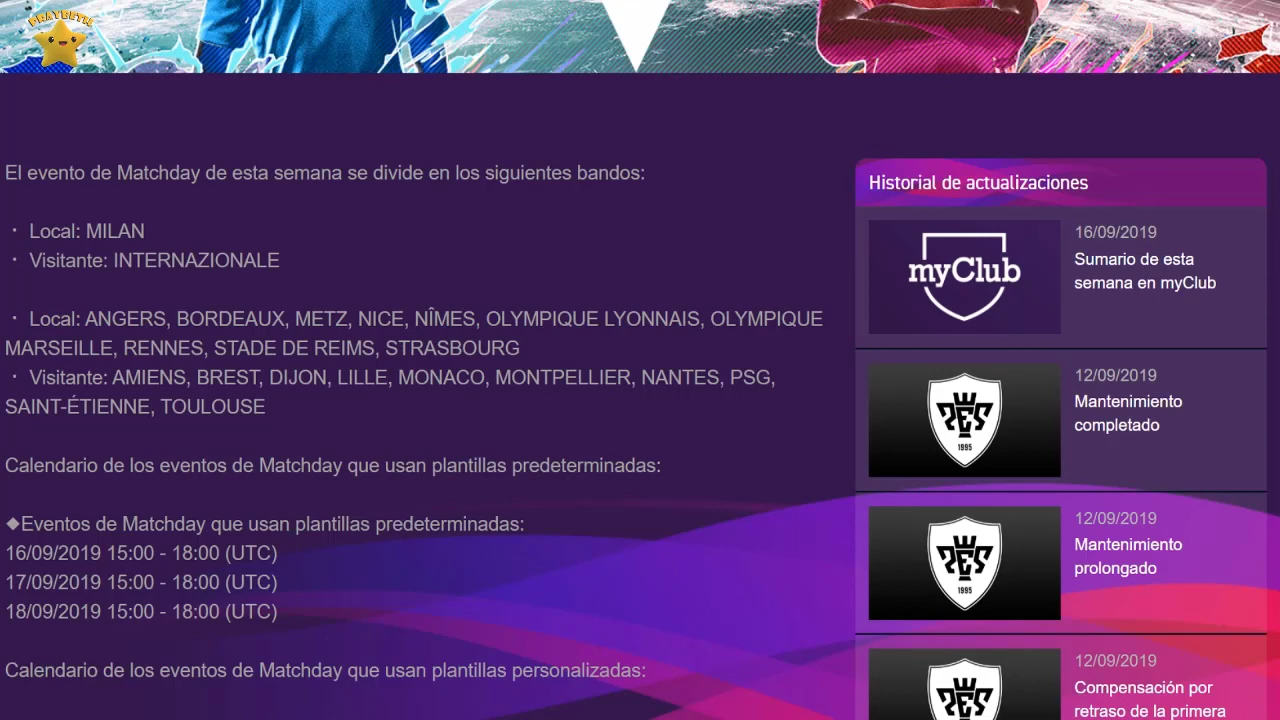 DRAYBETH
El evento de Matchday de esta semana se divide en los siguientes bandos:
・ Local: MILAN
・ Visitante: INTERNAZIONALE
・ Local: ANGERS, BORDEAUX, METZ, NICE, NÎMES, OLYMPIQUE LYONNAIS, OLYMPIQUE
MARSEILLE, RENNES, STADE DE REIMS, STRASBOURG
・ Visitante: AMIENS, BREST, DIJON, LILLE, MONACO, MONTPELLIER, NANTES, PSG,
SAINT-ÉTIENNE, TOULOUSE
Calendario de los eventos de Matchday que usan plantillas predeterminadas:
◆Eventos de Matchday que usan plantillas predeterminadas:
16/09/2019 15:00 - 18:00 (UTC)
17/09/2019 15:00 - 18:00 (UTC)
18/09/2019 15:00 - 18:00 (UTC)
Calendario de los eventos de Matchday que usan plantillas personalizadas:
Historial de actualizaciones
myClub
16/09/2019
Sumario de esta
semana en myClub
PES
1995
12/09/2019
Mantenimiento
completado
PES
1995
12/09/2019
Mantenimiento
prolongado
PES
12/09/2019
Compensación por
retraso de la primera